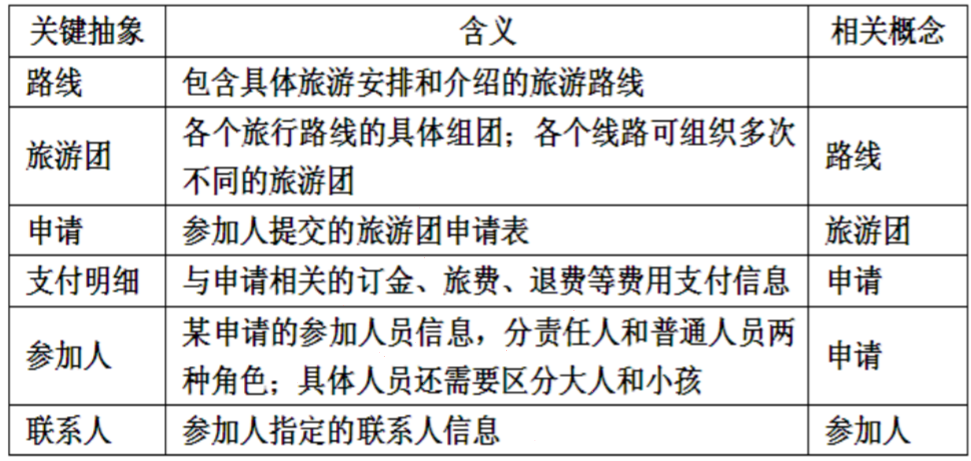 关键抽象 含义 相关概念
路线 包含具体旅游安排和介绍的旅游路线
旅游团 各个旅行路线的具体组团；各个线路可组织多次
不同的旅游团 路线
申请 参加人提交的旅游团申请表 旅游团
支付明细 与申请相关的订金、旅费、退费等费用支付信息 申请
参加人 某申请的参加人员信息，分责任人和普通人员两
种角色；具体人员还需要区分大人和小孩 申请
联系人 参加人指定的联系人信息 参加人